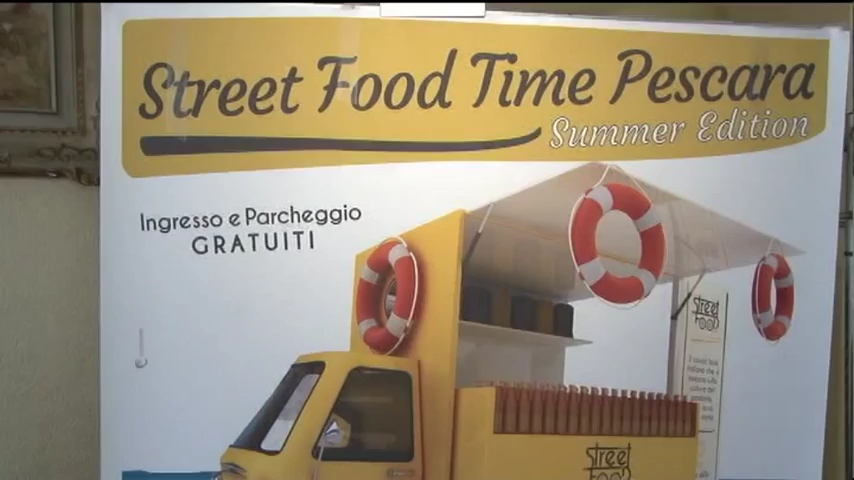 Street Food Time Pescara
Summer Edition
Ingresso e Parcheggio
GRATUITI
STREET
FOOD
STREET
FOOD